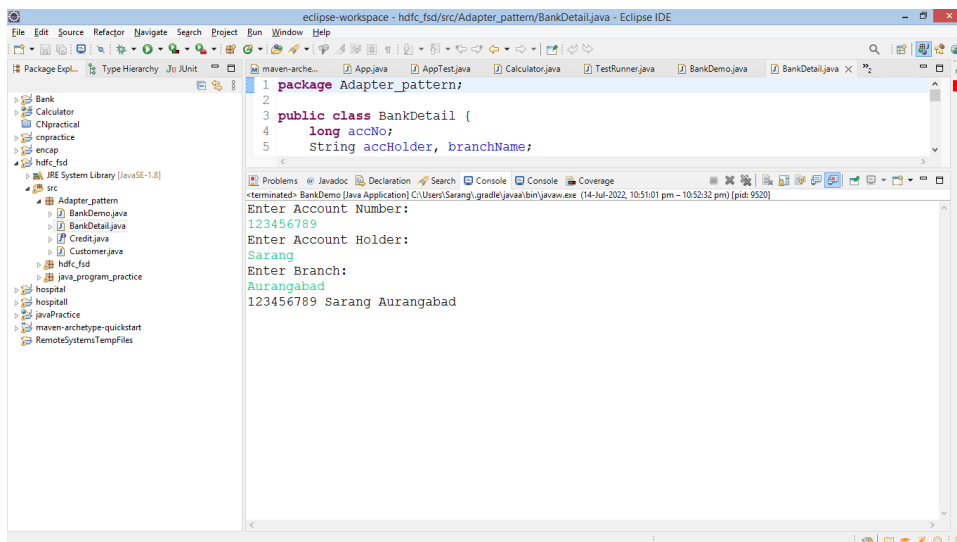 eclipse-workspace - hdfc_fsd/src/Adapter_pattern/BankDetail.java - Eclipse IDE
File Edit Source Refactor Navigate Search Project Run Window Help
Package Expl... Type Hierarchy JUnit
maven-arche... App.java AppTest.java Calculator.java TestRunner.java BankDemo.java BankDetail.java »2
Bank
Calculator
CNpractical
cnpractice
encap
hdfc_fsd
JRE System Library [JavaSE-1.8]
src
Adapter_pattern
BankDemo.java
BankDetail.java
Credit.java
Customer.java
hdfc_fsd
java_program_practice
hospital
hospitall
javaPractice
maven-archetype-quickstart
RemoteSystemsTempFiles
1 package Adapter_pattern;
2
3 public class BankDetail {
4 long accNo;
5 String accHolder, branchName;
Problems Javadoc Declaration Search Console Console Coverage
<terminated> BankDemo [Java Application] C:\Users\Sarang\.gradle\javaa\bin\javaw.exe (14-Jul-2022, 10:51:01 pm – 10:52:32 pm) [pid: 9520]
Enter Account Number:
123456789
Enter Account Holder:
Sarang
Enter Branch:
Aurangabad
123456789 Sarang Aurangabad